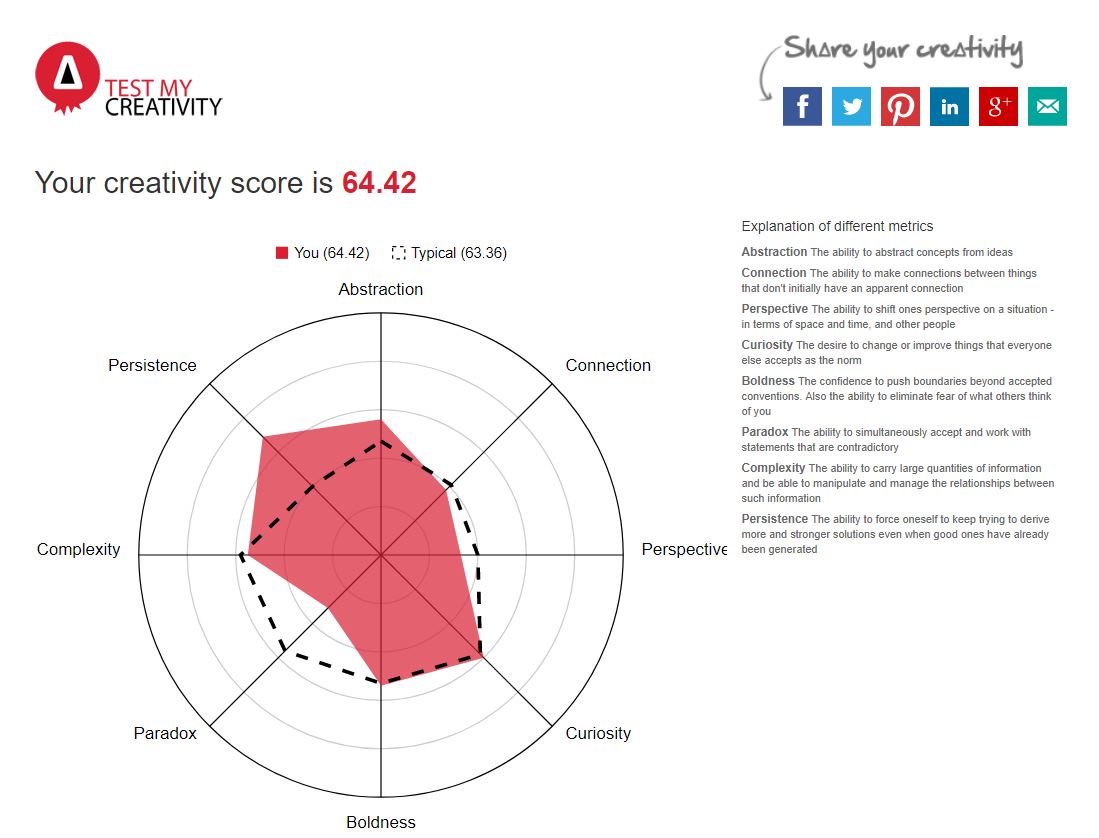 Share your creativity
TEST MY
CREATIVITY
Your creativity score is 64.42
You (64.42) Typical (63.36)
Abstraction
Persistence
Connection
Complexity
Perspective
Paradox
Curiosity
Boldness
Explanation of different metrics
Abstraction The ability to abstract concepts from ideas
Connection The ability to make connections between things
that don't initially have an apparent connection
Perspective The ability to shift ones perspective on a situation -
in terms of space and time, and other people
Curiosity The desire to change or improve things that everyone
else accepts as the norm
Boldness The confidence to push boundaries beyond accepted
conventions. Also the ability to eliminate fear of what others think
of you
Paradox The ability to simultaneously accept and work with
statements that are contradictory
Complexity The ability to carry large quantities of information
and be able to manipulate and manage the relationships between
such information
Persistence The ability to force oneself to keep trying to derive
more and stronger solutions even when good ones have already
been generated